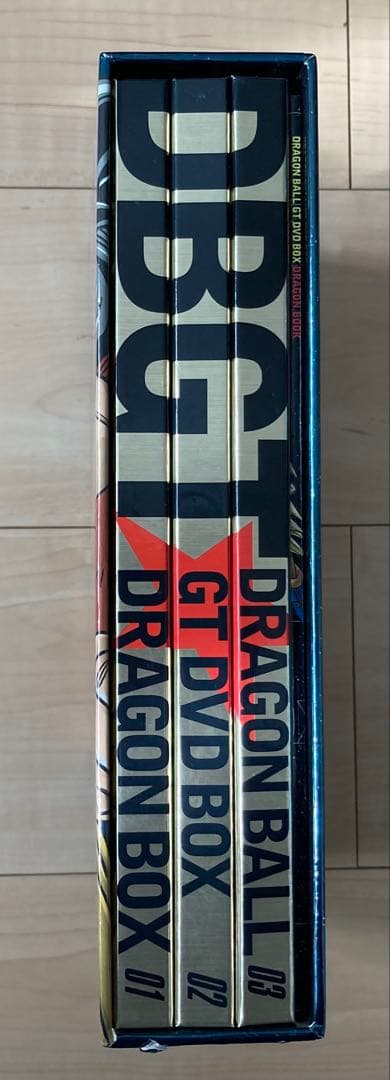 DRAGON BALL GT DVD BOX DRAGON BOOK
DBGT
DRAGON BALL 03
GT DVD BOX 02
DRAGON BOX 01